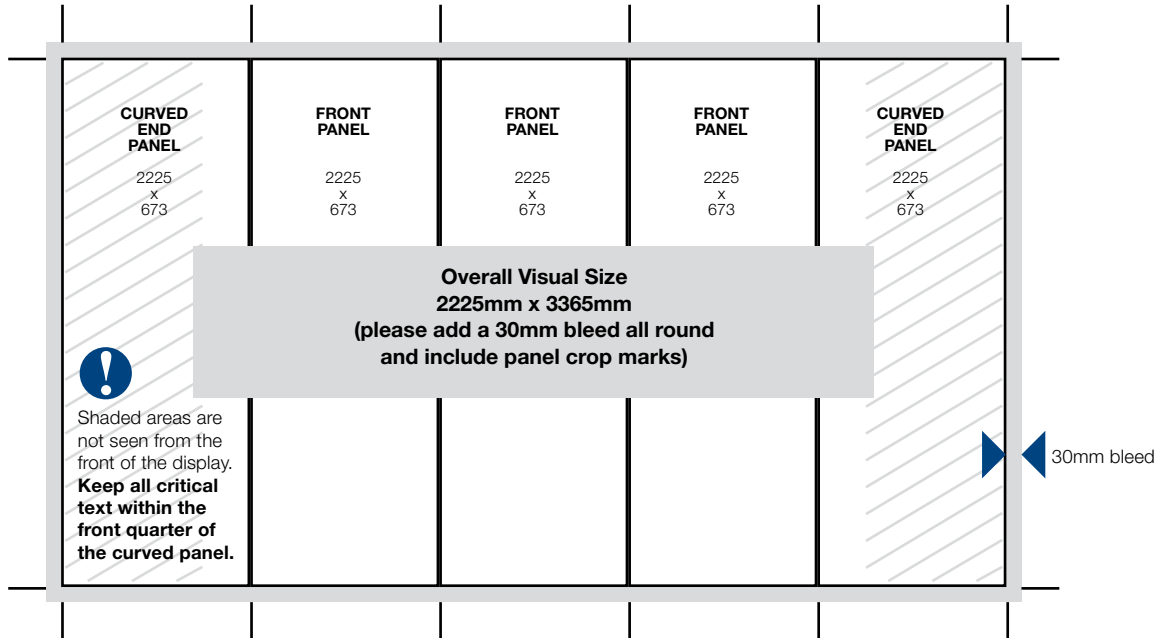 CURVED
END
PANEL
2225
x
673
FRONT
PANEL
2225
x
673
FRONT
PANEL
2225
x
673
FRONT
PANEL
2225
x
673
CURVED
END
PANEL
2225
x
673
Overall Visual Size
2225mm x 3365mm
(please add a 30mm bleed all round
and include panel crop marks)
!
Shaded areas are
not seen from the
front of the display.
Keep all critical
text within the
front quarter of
the curved panel.
30mm bleed